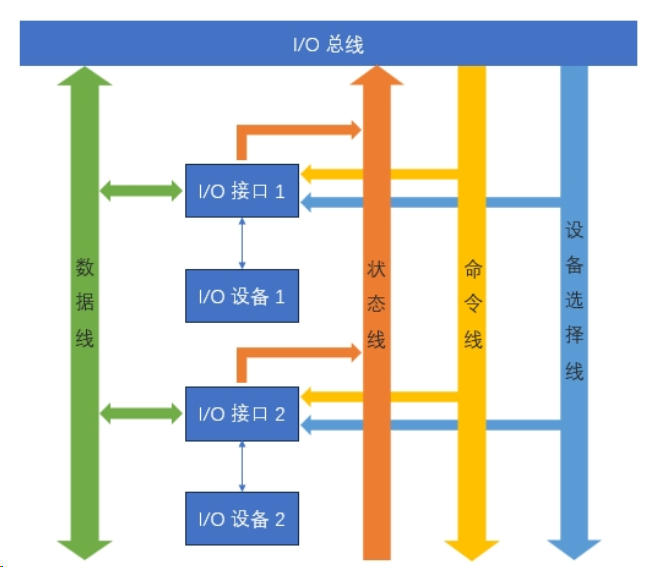 I/O 总线
I/O 接口 1
I/O 设备 1
I/O 接口 2
I/O 设备 2
数据线
状态线
命令线
设备选择线